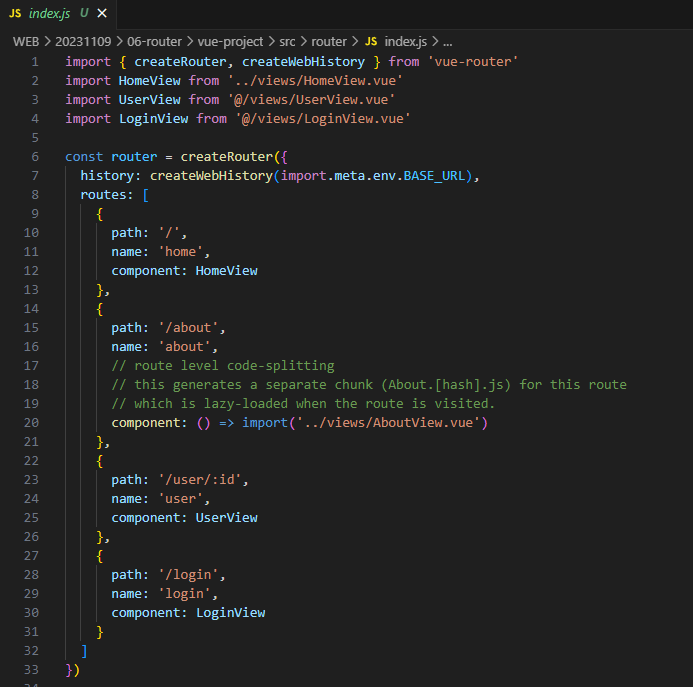 JS index.js U ×
WEB > 20231109 > 06-router > vue-project > src > router > JS index.js > ...
1 import { createRouter, createWebHistory } from 'vue-router'
2 import HomeView from '../views/HomeView.vue'
3 import UserView from '@/views/UserView.vue'
4 import LoginView from '@/views/LoginView.vue'
5
6 const router = createRouter({
7   history: createWebHistory(import.meta.env.BASE_URL),
8   routes: [
9     {
10       path: '/',
11       name: 'home',
12       component: HomeView
13     },
14     {
15       path: '/about',
16       name: 'about',
17       // route level code-splitting
18       // this generates a separate chunk (About.[hash].js) for this route
19       // which is lazy-loaded when the route is visited.
20       component: () => import('../views/AboutView.vue')
21     },
22     {
23       path: '/user/:id',
24       name: 'user',
25       component: UserView
26     },
27     {
28       path: '/login',
29       name: 'login',
30       component: LoginView
31     }
32   ]
33 })